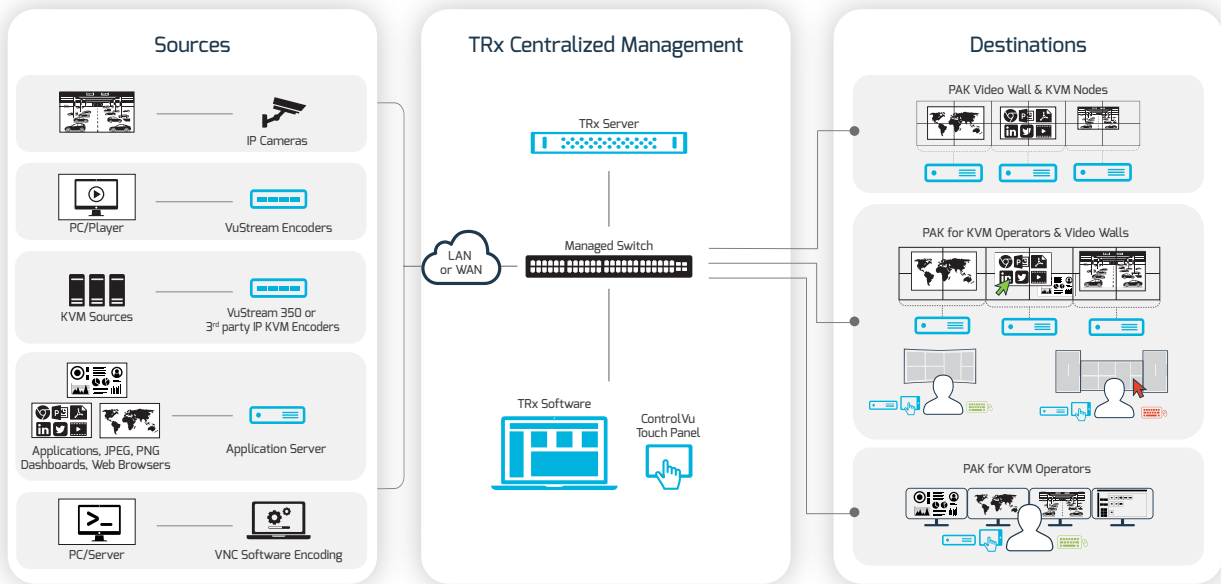 Sources
IP Cameras
PC/Player
VuStream Encoders
KVM Sources
VuStream 350 or
3rd party IP KVM Encoders
Applications, JPEG, PNG
Dashboards, Web Browsers
Application Server
PC/Server
VNC Software Encoding
LAN
or WAN
TRx Centralized Management
TRx Server
Managed Switch
TRx Software
ControlVu
Touch Panel
Destinations
PAK Video Wall & KVM Nodes
PAK for KVM Operators & Video Walls
PAK for KVM Operators